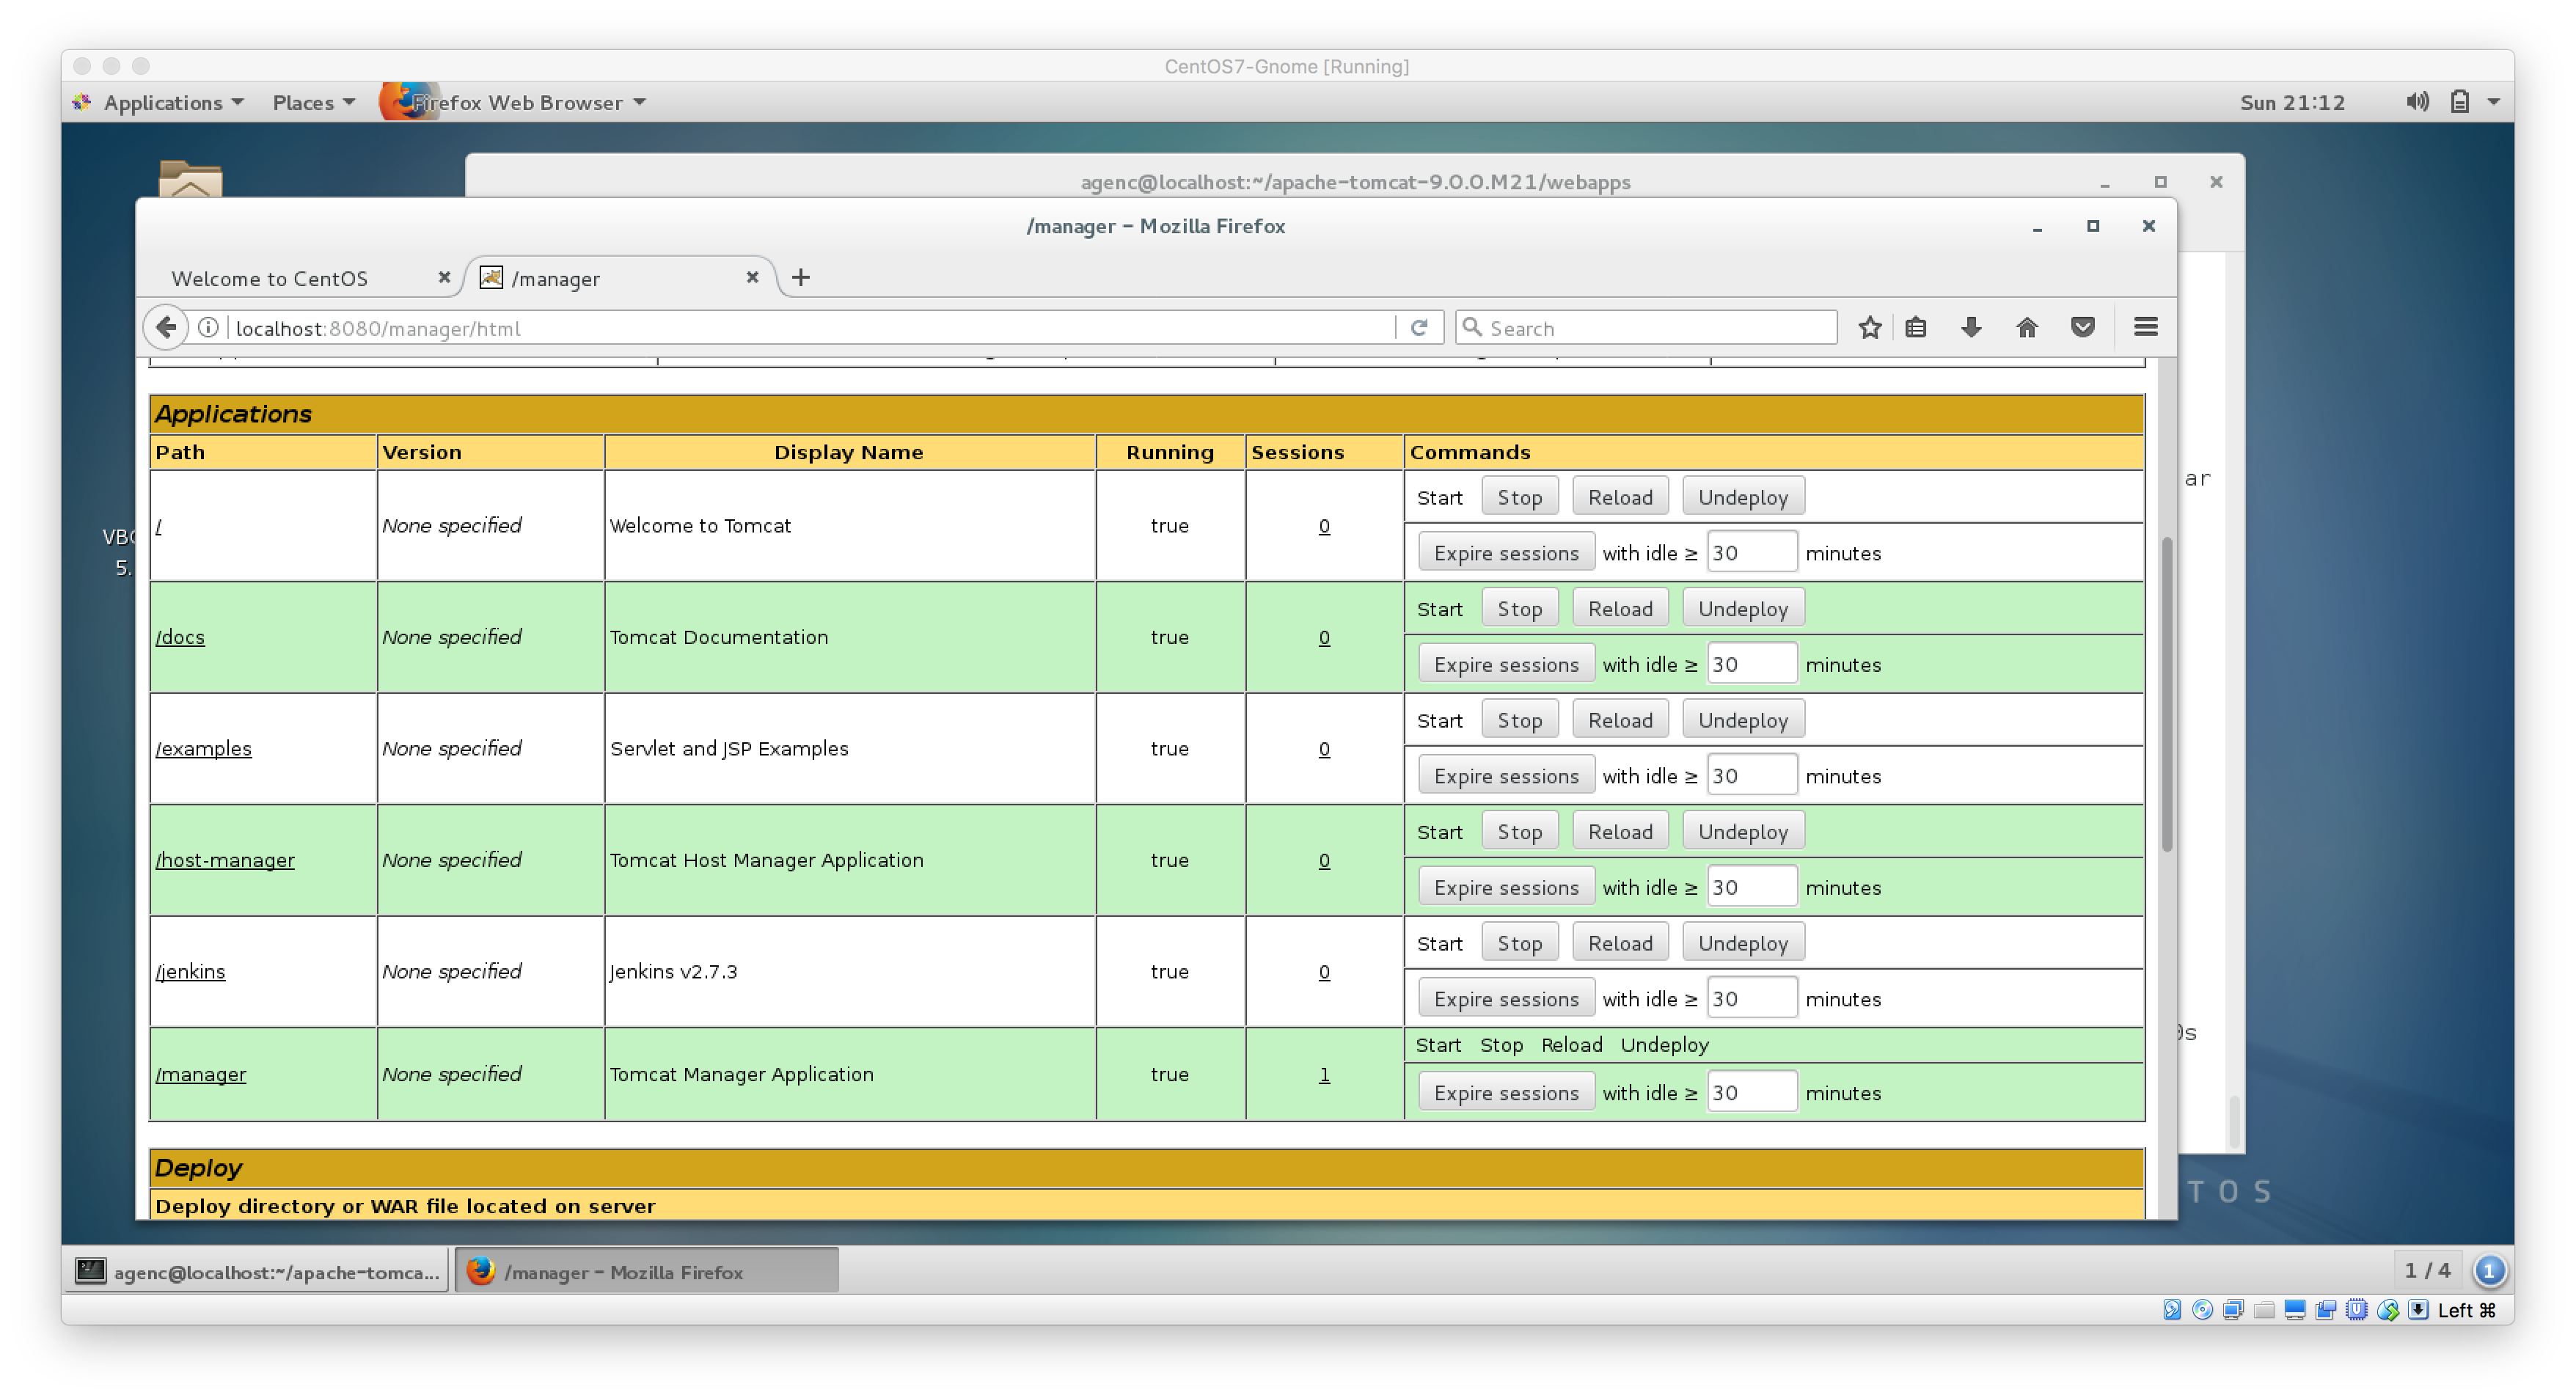 CentOS7-Gnome [Running]
Applications Places Firefox Web Browser Sun 21:12
agenc@localhost:~/apache-tomcat-9.0.0.M21/webapps
/manager - Mozilla Firefox
Welcome to CentOS /manager
localhost:8080/manager/html Search
Applications
Path Version Display Name Running Sessions Commands
/ None specified Welcome to Tomcat true 0 Start Stop Reload Undeploy
Expire sessions with idle ≥ 30 minutes
/docs None specified Tomcat Documentation true 0 Start Stop Reload Undeploy
Expire sessions with idle ≥ 30 minutes
/examples None specified Servlet and JSP Examples true 0 Start Stop Reload Undeploy
Expire sessions with idle ≥ 30 minutes
/host-manager None specified Tomcat Host Manager Application true 0 Start Stop Reload Undeploy
Expire sessions with idle ≥ 30 minutes
/jenkins None specified Jenkins v2.7.3 true 0 Start Stop Reload Undeploy
Expire sessions with idle ≥ 30 minutes
/manager None specified Tomcat Manager Application true 1 Start Stop Reload Undeploy
Expire sessions with idle ≥ 30 minutes
Deploy
Deploy directory or WAR file located on server
ar
TOS
agenc@localhost:~/apache-tomca... /manager - Mozilla Firefox 1 / 4 1
Left ⌘